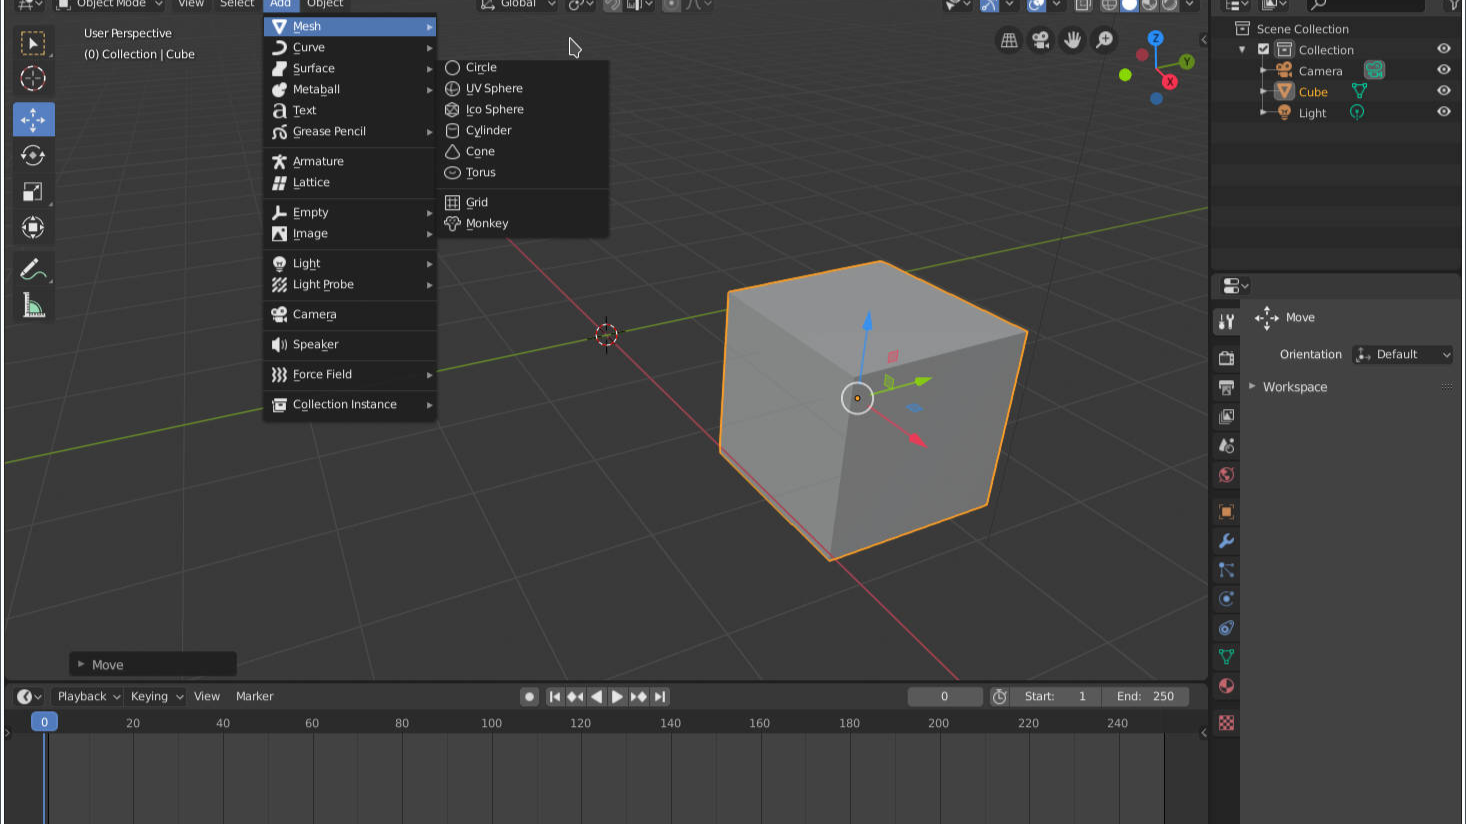 Object Mode View Select Add Object Global
User Perspective
(0) Collection | Cube
Mesh
Curve
Surface
Metaball
Text
Grease Pencil
Armature
Lattice
Empty
Image
Light
Light Probe
Camera
Speaker
Force Field
Collection Instance
Circle
UV Sphere
Ico Sphere
Cylinder
Cone
Torus
Grid
Monkey
Z
Y
X
Scene Collection
Collection
Camera
Cube
Light
Move
Orientation Default
Workspace
Move
Playback Keying View Marker 0 Start: 1 End: 250
0 20 40 60 80 100 120 140 160 180 200 220 240